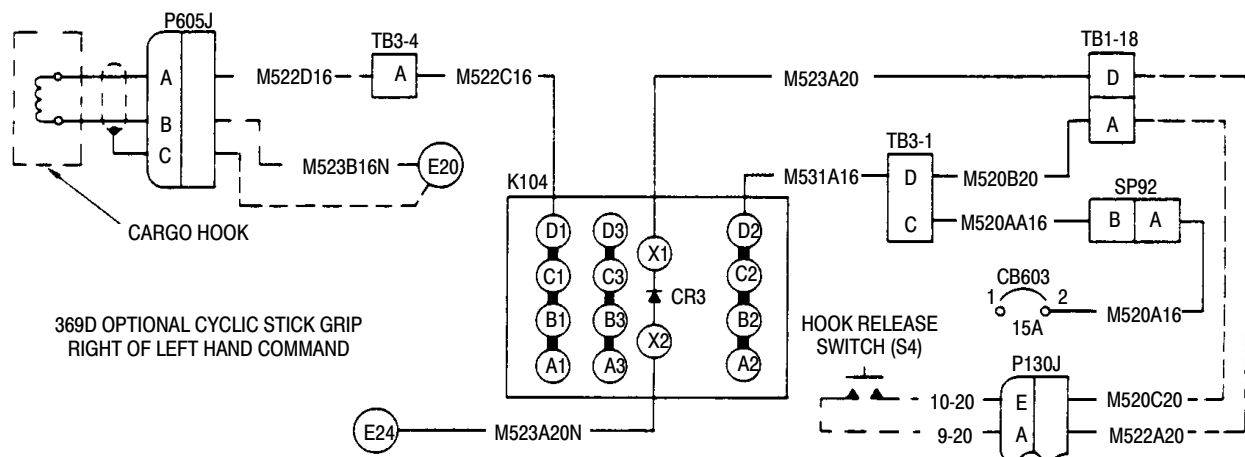 P605J
TB3-4
TB1-18
A
M522D16
A
M522C16
M523A20
D
B
A
C
M523B16N
E20
TB3-1
K104
M531A16
D
M520B20
SP92
C
M520AA16
B
A
CARGO HOOK
D1
D3
D2
X1
C1
C3
C2
CR3
CB603
1
2
15A
M520A16
B1
B3
B2
X2
A1
A3
A2
369D OPTIONAL CYCLIC STICK GRIP
RIGHT OF LEFT HAND COMMAND
HOOK RELEASE
SWITCH (S4)
P130J
10-20
E
M520C20
E24
M523A20N
9-20
A
M522A20